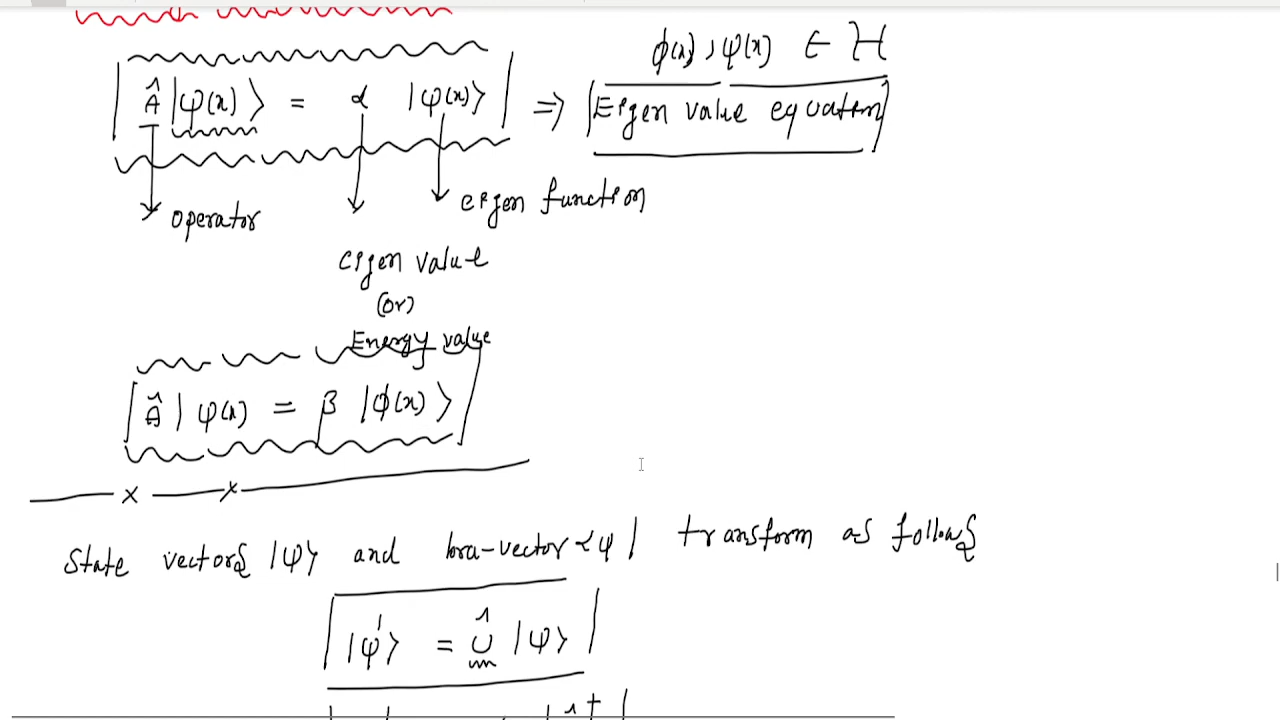 ϕ(x), ψ(x) ∈ H
Â |ψ(x)⟩ = α |ψ(x)⟩ ⇒ Eigen value equation
operator
eigen function
eigen value
(or)
Energy value
Â | ψ(x) = β |ϕ(x)⟩
x x
State vectors |ψ⟩ and bra-vector <ψ| transform as follows
|ψ'⟩ = Û |ψ⟩